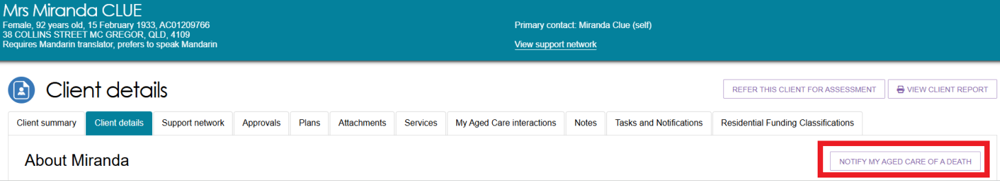 Mrs Miranda CLUE
Female, 92 years old, 15 February 1933, AC01209766
38 COLLINS STREET MC GREGOR, QLD, 4109
Requires Mandarin translator, prefers to speak Mandarin
Primary contact: Miranda Clue (self)
View support network
Client details
REFER THIS CLIENT FOR ASSESSMENT
VIEW CLIENT REPORT
Client summary
Client details
Support network
Approvals
Plans
Attachments
Services
My Aged Care interactions
Notes
Tasks and Notifications
Residential Funding Classifications
About Miranda
NOTIFY MY AGED CARE OF A DEATH